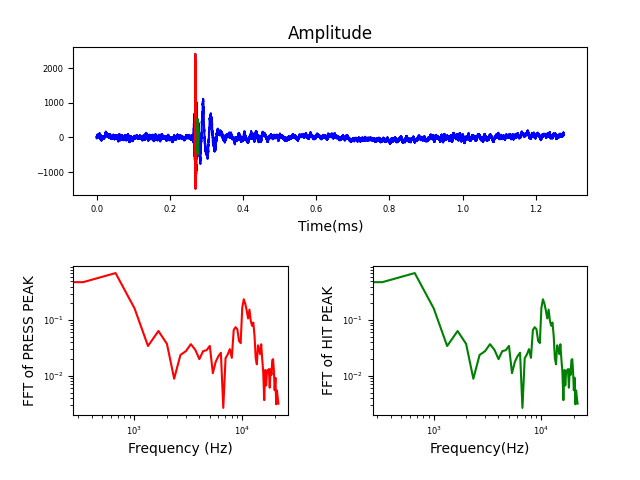 Amplitude
2000
1000
0
−1000
0.0 0.2 0.4 0.6 0.8 1.0 1.2
Time(ms)
FFT of PRESS PEAK
10⁻¹
10⁻²
10³ 10⁴
Frequency (Hz)
FFT of HIT PEAK
10⁻¹
10⁻²
10³ 10⁴
Frequency(Hz)